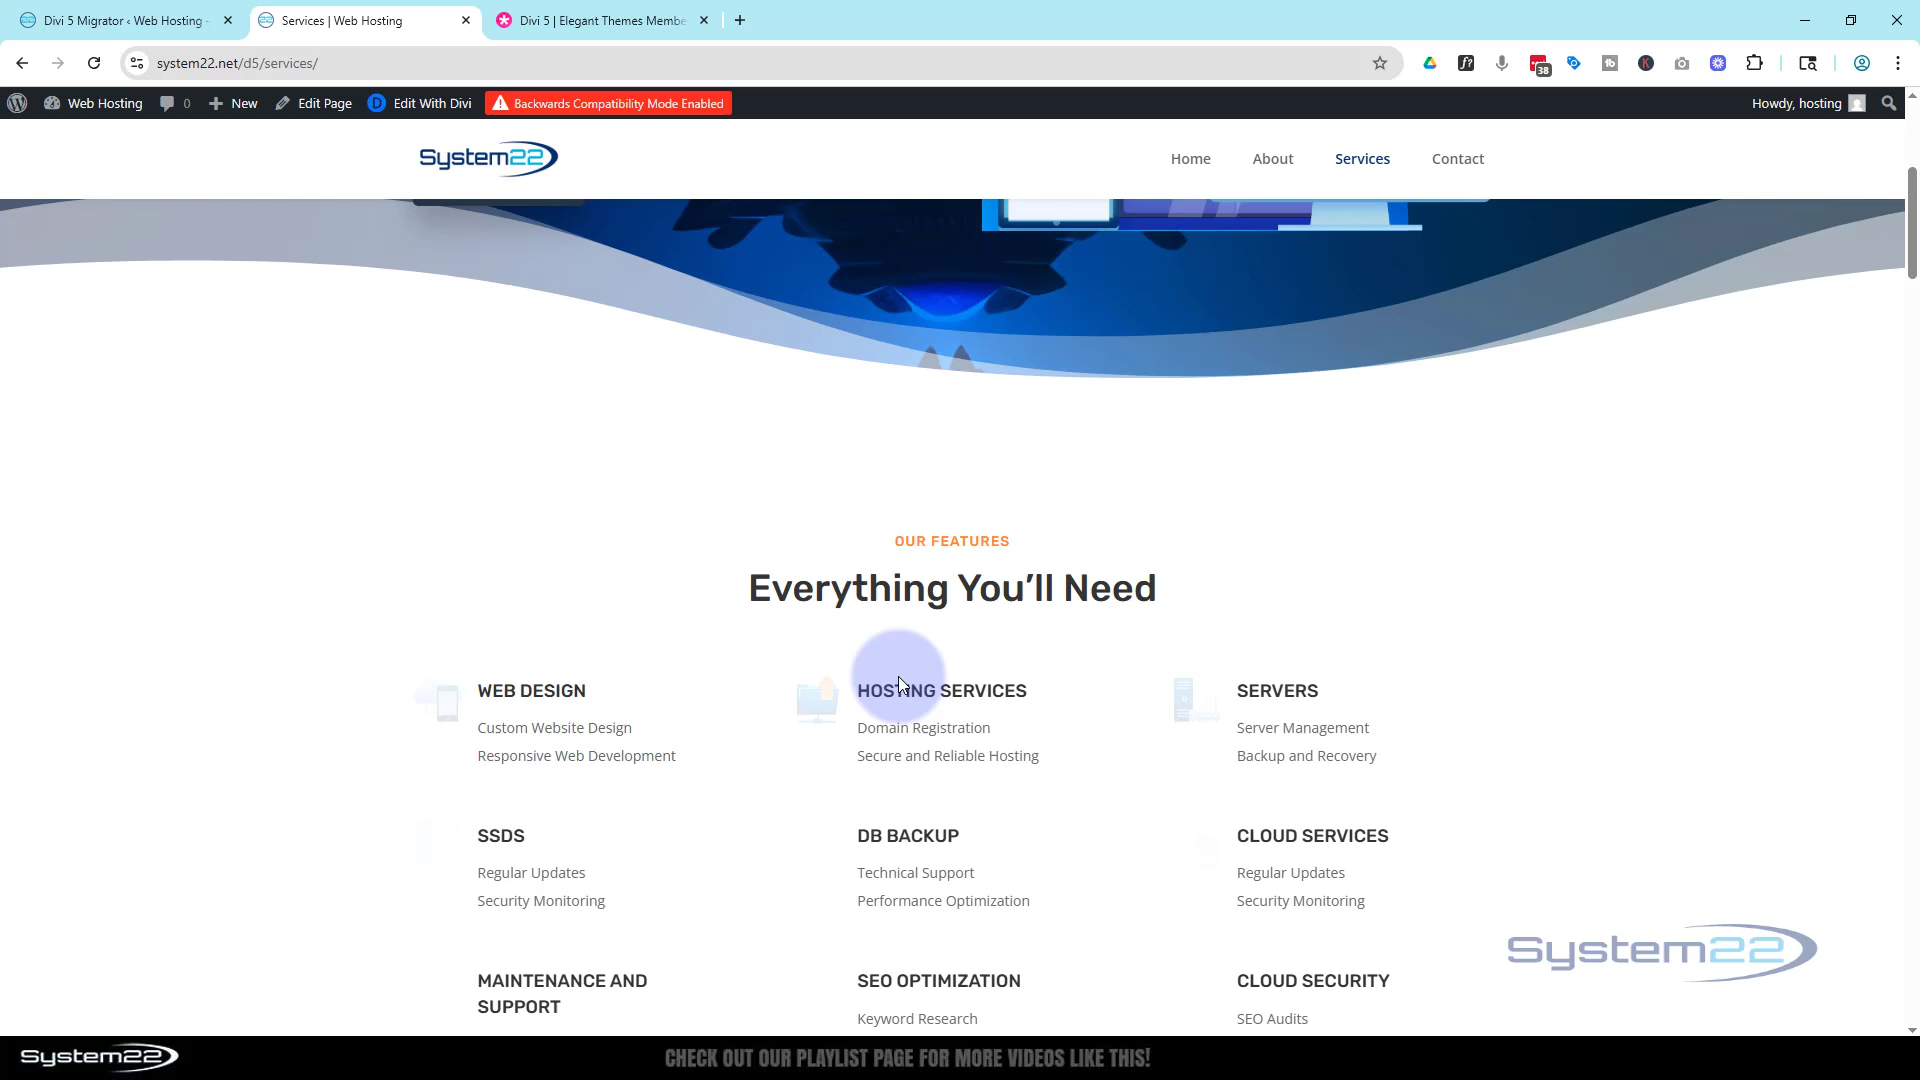 Divi 5 Migrator ‹ Web Hosting -
Services | Web Hosting
Divi 5 | Elegant Themes Membe
system22.net/d5/services/
38
Web Hosting
0
New
Edit Page
Edit With Divi
Backwards Compatibility Mode Enabled
Howdy, hosting
System22
Home
About
Services
Contact
OUR FEATURES
Everything You’ll Need
WEB DESIGN
Custom Website Design
Responsive Web Development
HOSTING SERVICES
Domain Registration
Secure and Reliable Hosting
SERVERS
Server Management
Backup and Recovery
SSDS
Regular Updates
Security Monitoring
DB BACKUP
Technical Support
Performance Optimization
CLOUD SERVICES
Regular Updates
Security Monitoring
MAINTENANCE AND
SUPPORT
SEO OPTIMIZATION
Keyword Research
CLOUD SECURITY
SEO Audits
System22
System22
CHECK OUT OUR PLAYLIST PAGE FOR MORE VIDEOS LIKE THIS!